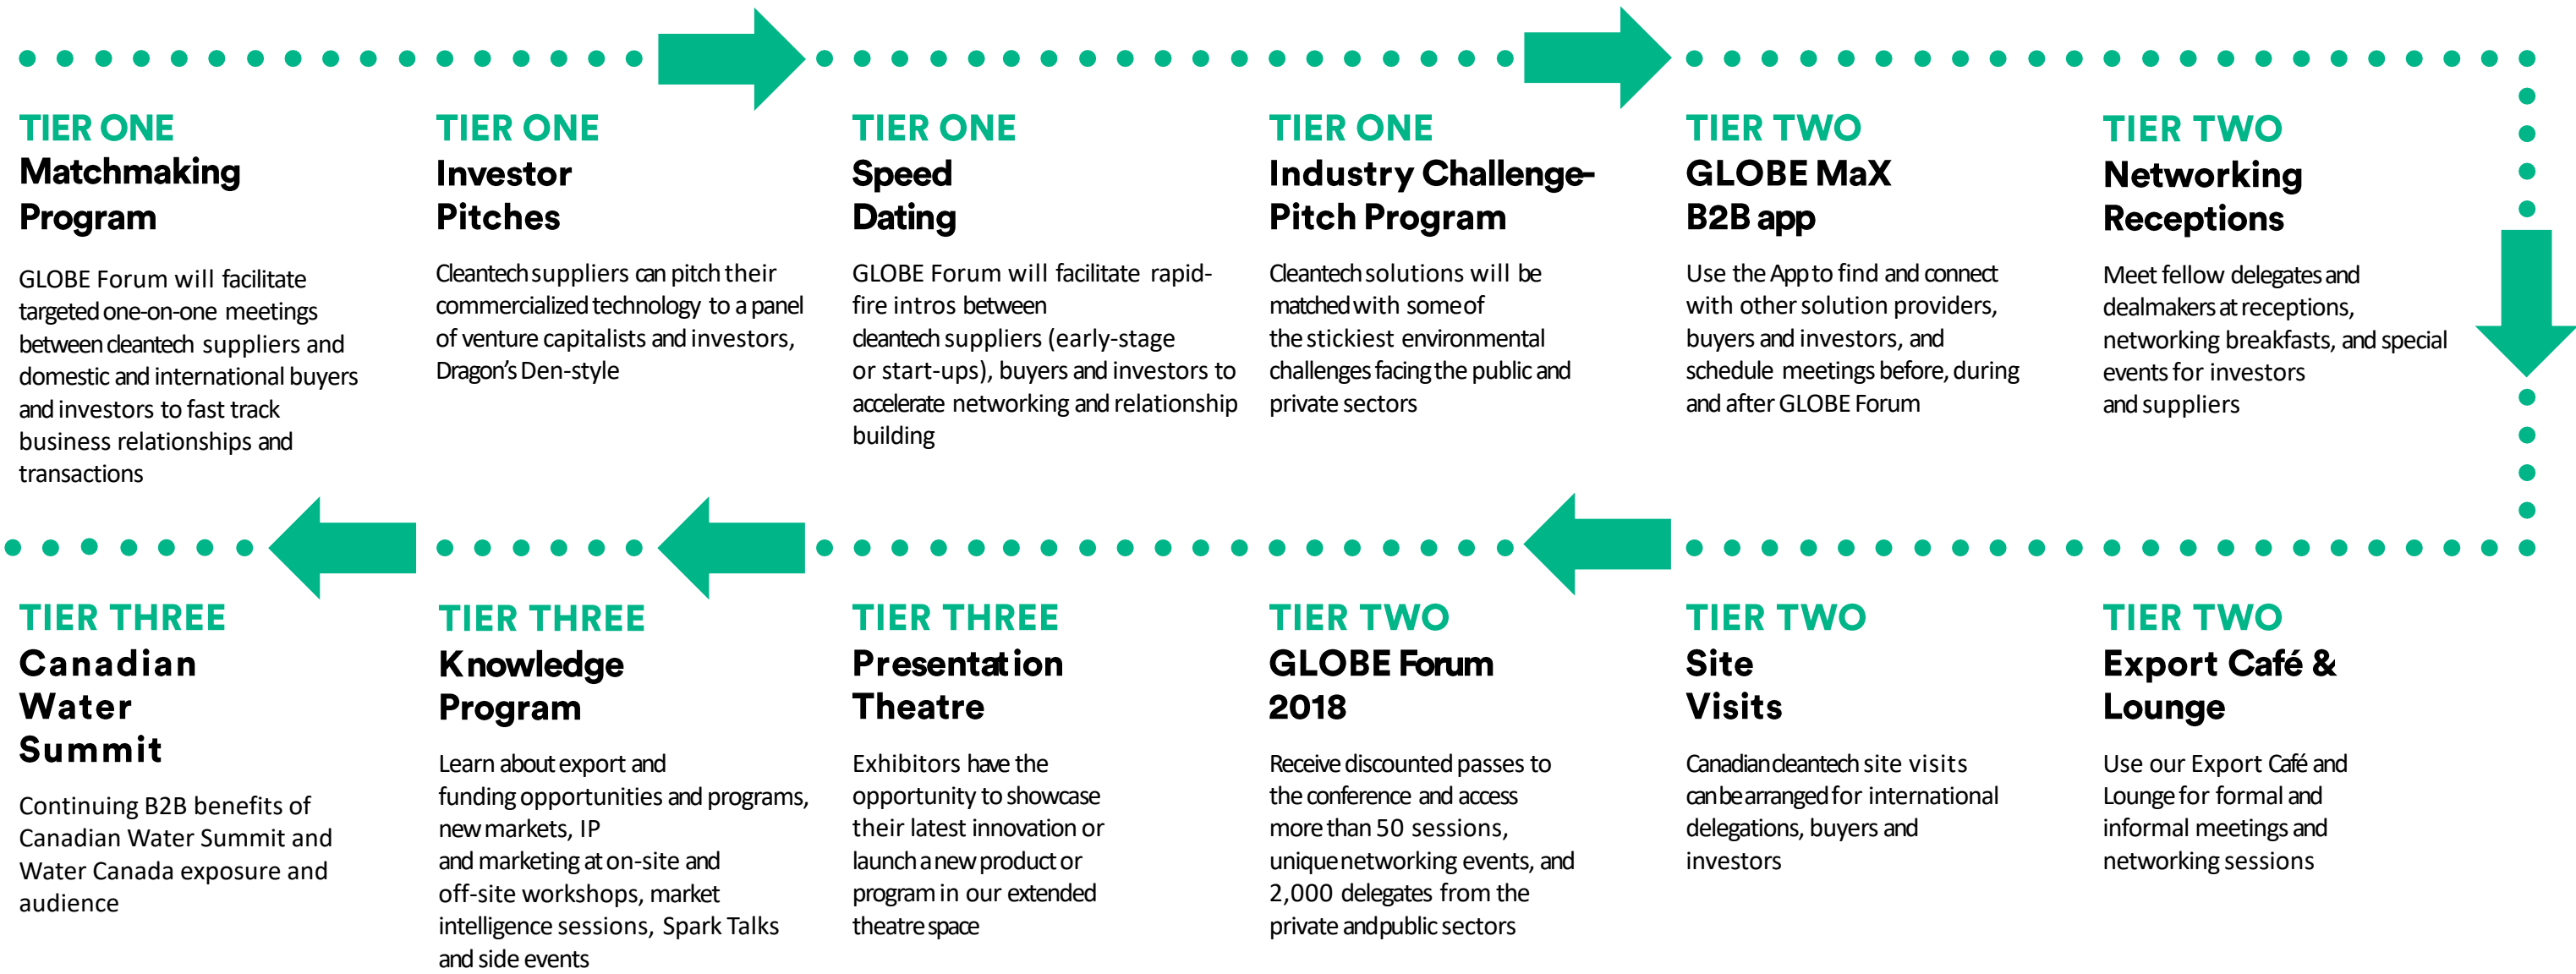 TIER ONE
Matchmaking
Program
GLOBE Forum will facilitate
targeted one-on-one meetings
between cleantech suppliers and
domestic and international buyers
and investors to fast track
business relationships and
transactions
TIER ONE
Investor
Pitches
Cleantech suppliers can pitch their
commercialized technology to a panel
of venture capitalists and investors,
Dragon's Den-style
TIER ONE
Speed
Dating
GLOBE Forum will facilitate rapid-
fire intros between
cleantech suppliers (early-stage
or start-ups), buyers and investors to
accelerate networking and relationship
building
TIER ONE
Industry Challenge-
Pitch Program
Cleantech solutions will be
matched with some of
the stickiest environmental
challenges facing the public and
private sectors
TIER TWO
GLOBE MaX
B2B app
Use the App to find and connect
with other solution providers,
buyers and investors, and
schedule meetings before, during
and after GLOBE Forum
TIER TWO
Networking
Receptions
Meet fellow delegates and
dealmakers at receptions,
networking breakfasts, and special
events for investors
and suppliers
TIER THREE
Canadian
Water
Summit
Continuing B2B benefits of
Canadian Water Summit and
Water Canada exposure and
audience
TIER THREE
Knowledge
Program
Learn about export and
funding opportunities and programs,
new markets, IP
and marketing at on-site and
off-site workshops, market
intelligence sessions, Spark Talks
and side events
TIER THREE
Presentation
Theatre
Exhibitors have the
opportunity to showcase
their latest innovation or
launch a new product or
program in our extended
theatre space
TIER TWO
GLOBE Forum
2018
Receive discounted passes to
the conference and access
more than 50 sessions,
unique networking events, and
2,000 delegates from the
private and public sectors
TIER TWO
Site
Visits
Canadian cleantech site visits
can be arranged for international
delegations, buyers and
investors
TIER TWO
Export Café &
Lounge
Use our Export Café and
Lounge for formal and
informal meetings and
networking sessions